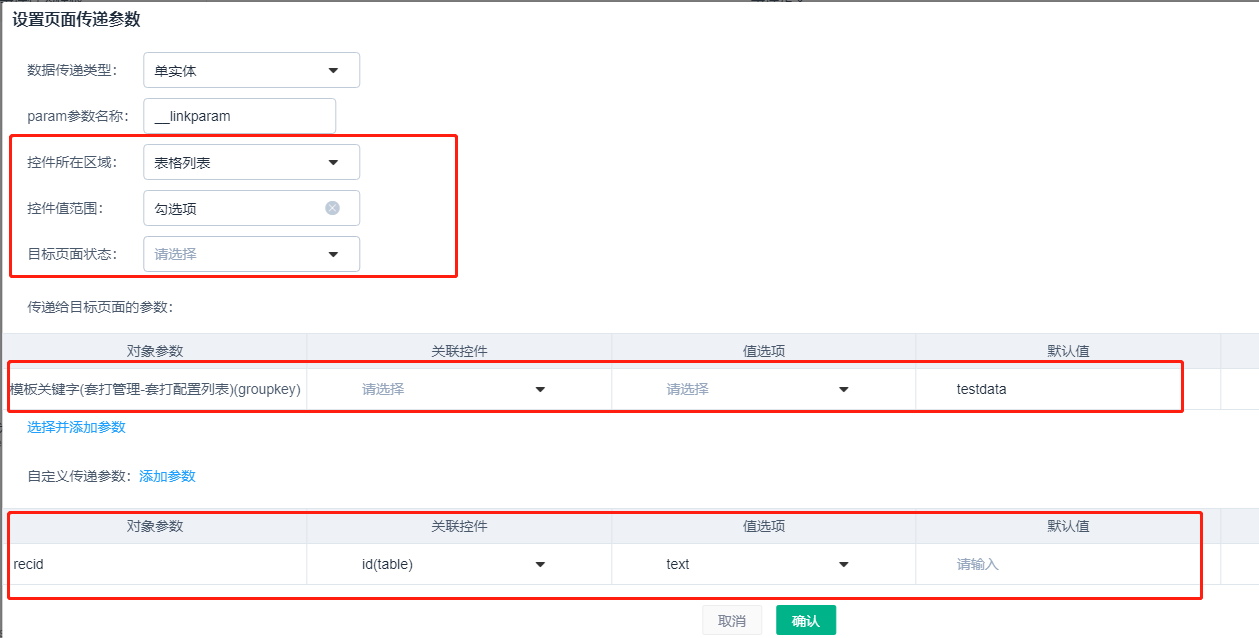 设置页面传递参数
数据传递类型： 单实体
param参数名称： __linkparam
控件所在区域： 表格列表
控件值范围： 勾选项
目标页面状态： 请选择
传递给目标页面的参数：
对象参数 关联控件 值选项 默认值
模板关键字(套打管理-套打配置列表)(groupkey) 请选择 请选择 testdata
选择并添加参数
自定义传递参数： 添加参数
对象参数 关联控件 值选项 默认值
recid id(table) text 请输入
取消 确认